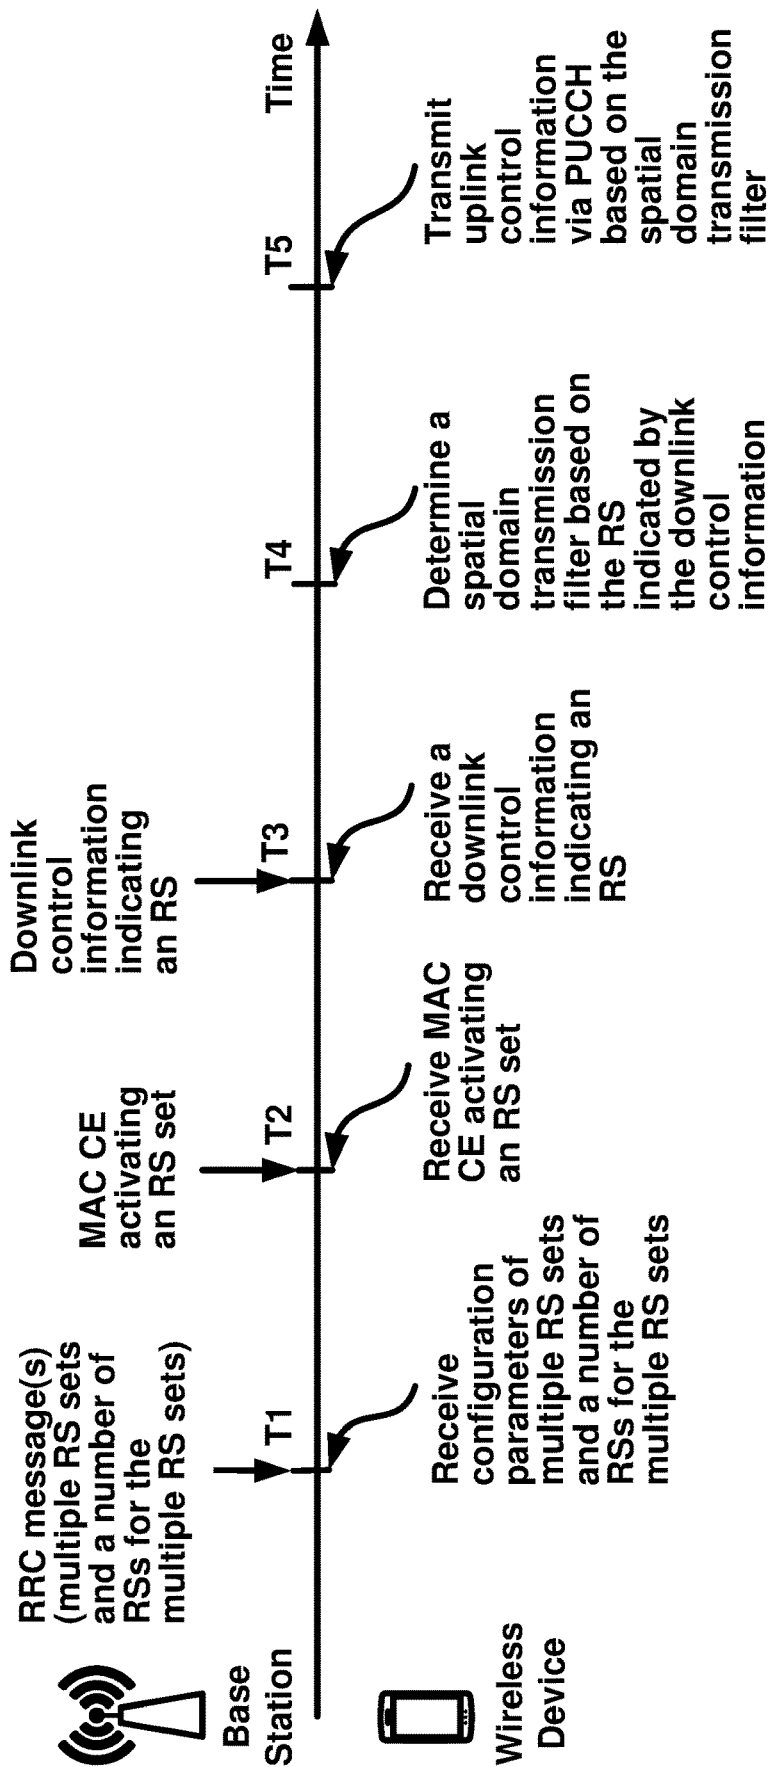 RRC message(s)
(multiple RS sets
and a number of
RSs for the
multiple RS sets)
MAC CE
activating
an RS set
Downlink
control
information
indicating
an RS
Base
Station
T1
T2
T3
T4
T5
Time
Wireless
Device
Receive
configuration
parameters of
multiple RS sets
and a number of
RSs for the
multiple RS sets
Receive MAC
CE activating
an RS set
Receive a
downlink
control
information
indicating an
RS
Determine a
spatial
domain
transmission
filter based on
the RS
indicated by
the downlink
control
information
Transmit
uplink
control
information
via PUCCH
based on the
spatial
domain
transmission
filter